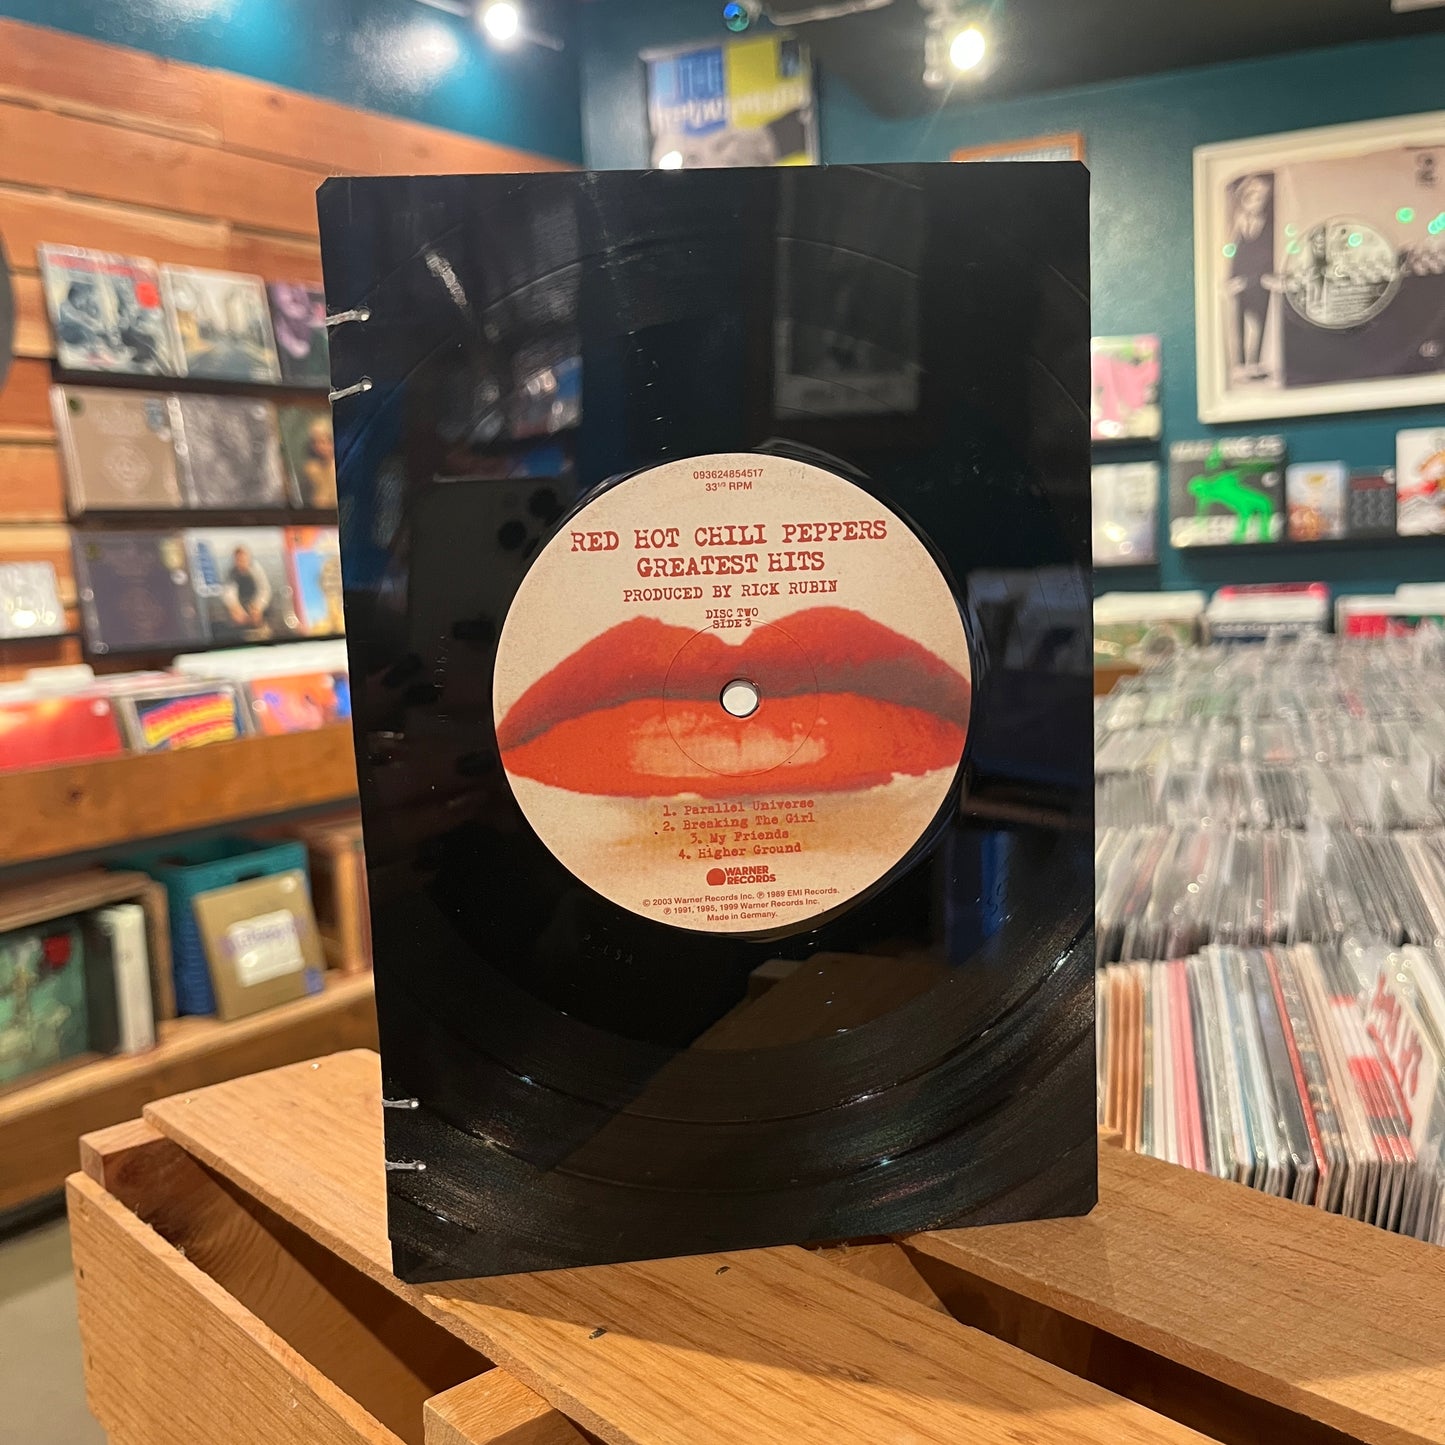 093624854517
33 1/3 RPM
RED HOT CHILI PEPPERS
GREATEST HITS
PRODUCED BY RICK RUBIN
DISC TWO
SIDE 3
1. Parallel Universe
2. Breaking The Girl
3. My Friends
4. Higher Ground
WARNER
RECORDS
© 2003 Warner Records Inc. ℗ 1989 EMI Records.
℗ 1991, 1995, 1999 Warner Records Inc.
Made in Germany.